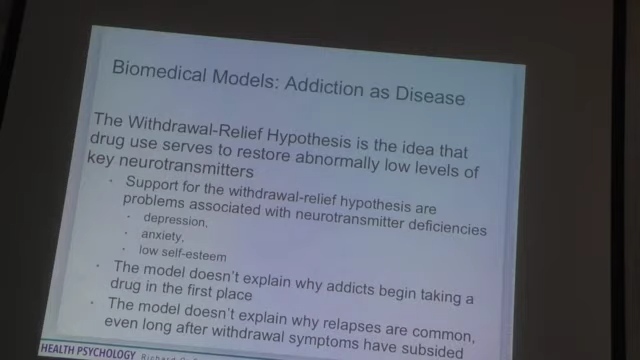 Biomedical Models: Addiction as Disease
The Withdrawal-Relief Hypothesis is the idea that
drug use serves to restore abnormally low levels of
key neurotransmitters
· Support for the withdrawal-relief hypothesis are
problems associated with neurotransmitter deficiencies
· depression,
· anxiety,
· low self-esteem
· The model doesn't explain why addicts begin taking a
drug in the first place
· The model doesn't explain why relapses are common,
even long after withdrawal symptoms have subsided
HEALTH PSYCHOLOGY Richard